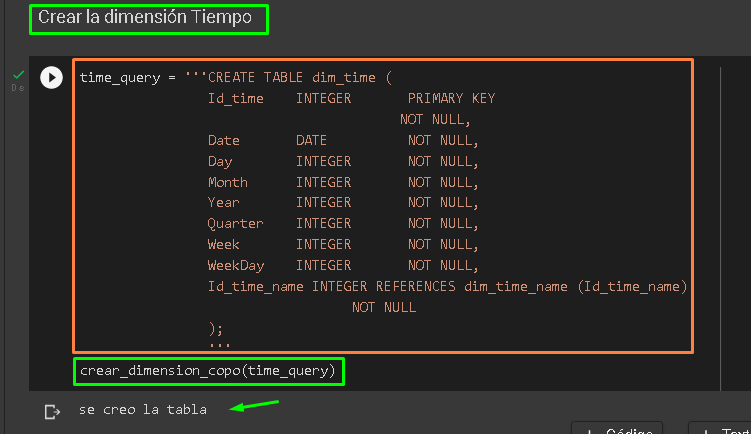 Crear la dimensión Tiempo
time_query = '''CREATE TABLE dim_time (
0 s
Id_time INTEGER PRIMARY KEY
NOT NULL,
Date DATE NOT NULL,
Day INTEGER NOT NULL,
Month INTEGER NOT NULL,
Year INTEGER NOT NULL,
Quarter INTEGER NOT NULL,
Week INTEGER NOT NULL,
WeekDay INTEGER NOT NULL,
Id_time_name INTEGER REFERENCES dim_time_name (Id_time_name)
NOT NULL
);
'''
crear_dimension_copo(time_query)
se creo la tabla
+ Código + Text